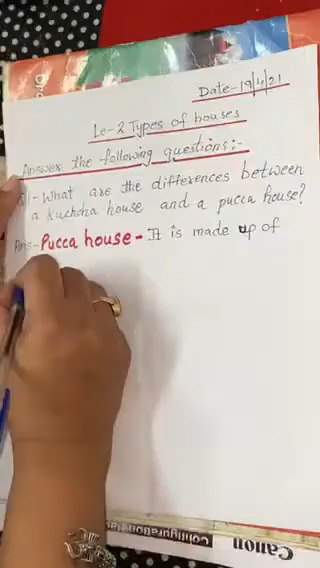 Date-19/4/21
Le-2 Types of houses
Answer the following questions:-
Q1- What are the differences between
a Kuchcha house and a pucca house?
Ans- Pucca house - It is made up of
Canon